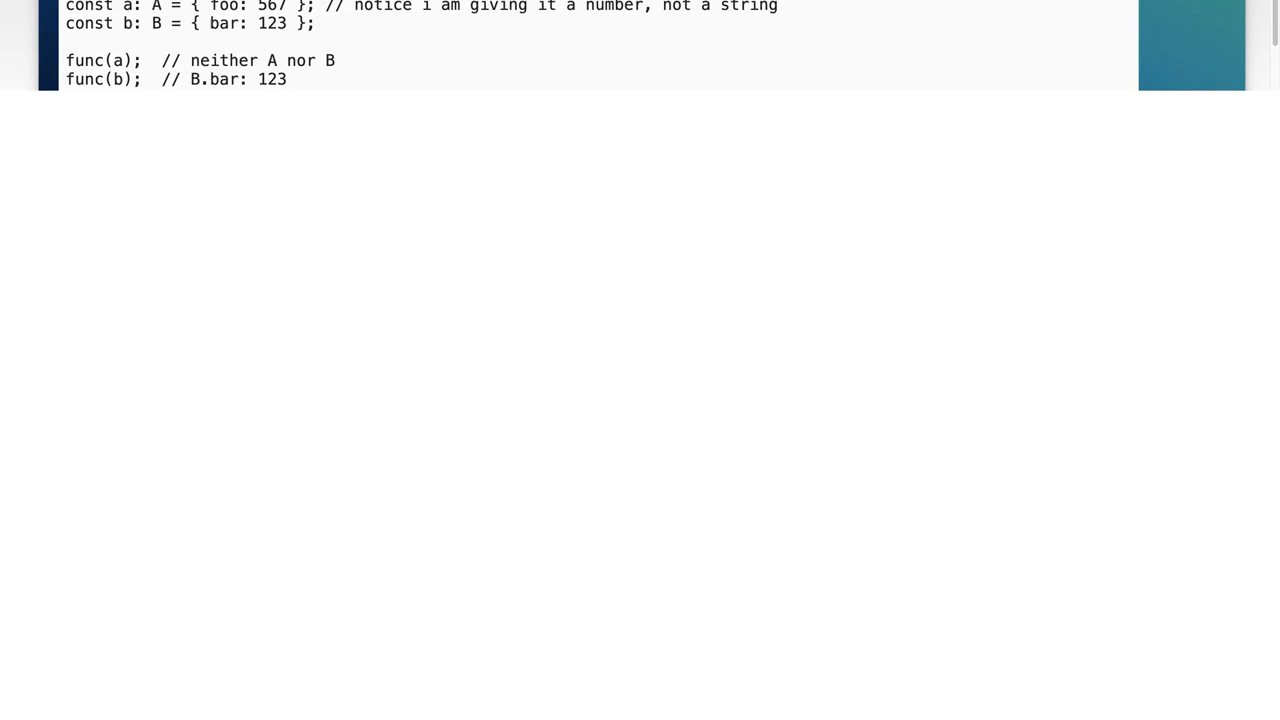 const a: A = { foo: 567 }; // notice i am giving it a number, not a string
const b: B = { bar: 123 };
func(a);  // neither A nor B
func(b);  // B.bar: 123